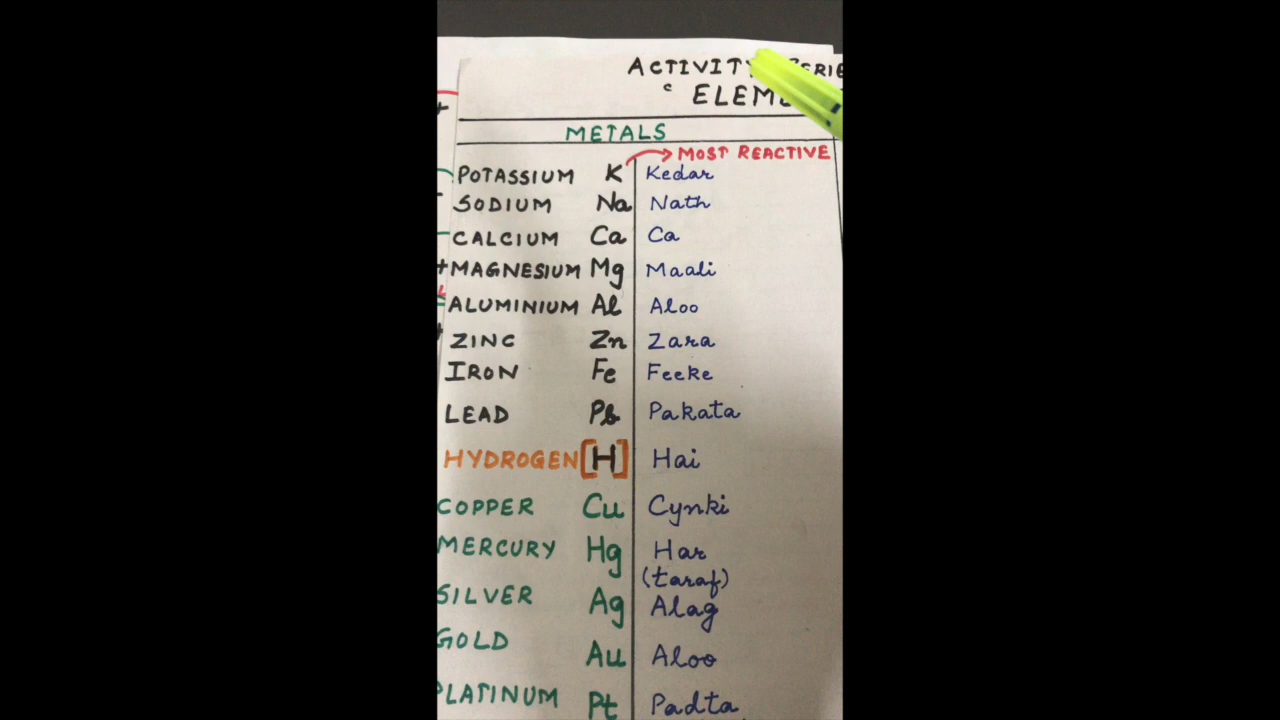 ACTIVITY
METALS
MOST REACTIVE
POTASSIUM K Kedar
SODIUM Na Nath
CALCIUM Ca Ca
MAGNESIUM Mg Maali
ALUMINIUM Al Aloo
ZINC Zn Zara
IRON Fe Feeke
LEAD Pb Pakata
HYDROGEN [H] Hai
COPPER Cu Cynki
MERCURY Hg Har
(taraf)
SILVER Ag Alag
GOLD Au Aloo
PLATINUM Pt Padta